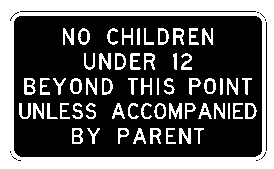 NO CHILDREN
UNDER 12
BEYOND THIS POINT
UNLESS ACCOMPANIED
BY PARENT